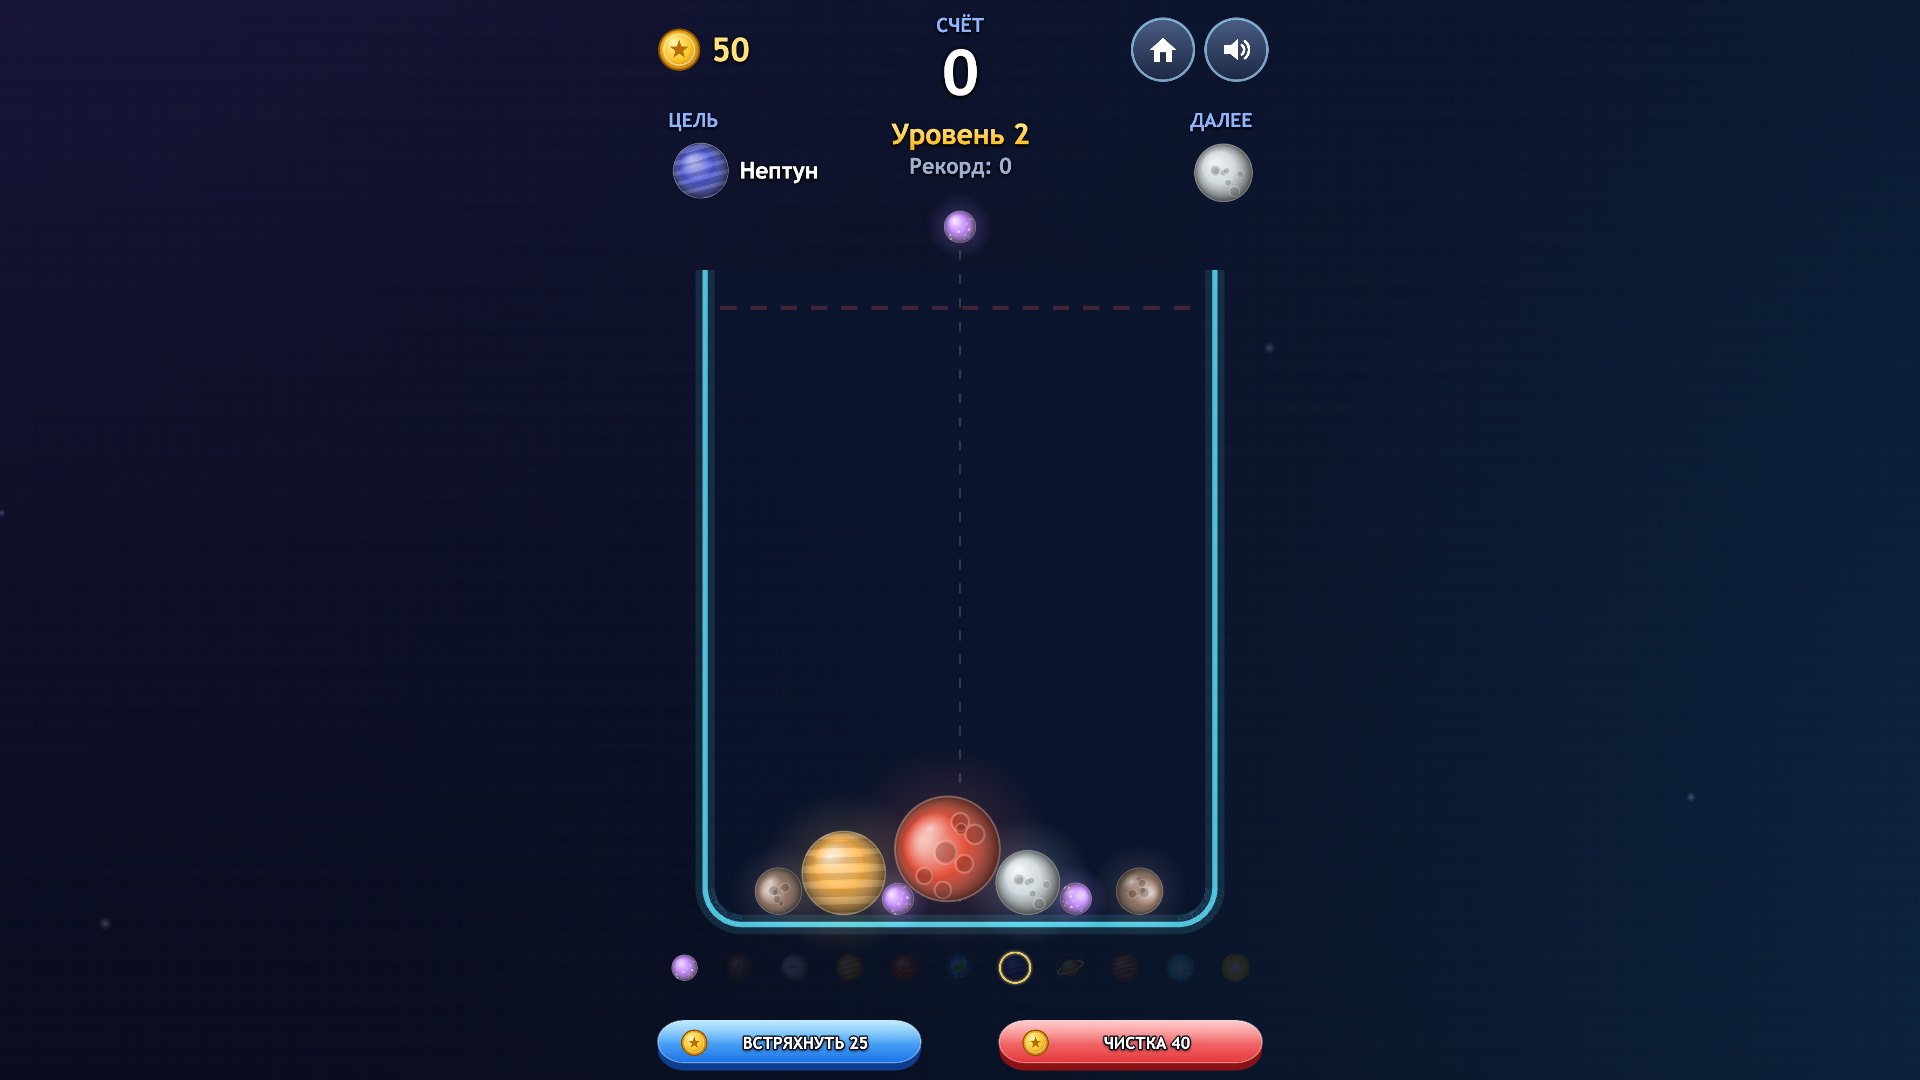 50
СЧЁТ
0
ЦЕЛЬ
Нептун
Уровень 2
Рекорд: 0
ДАЛЕЕ
ВСТРЯХНУТЬ 25
ЧИСТКА 40